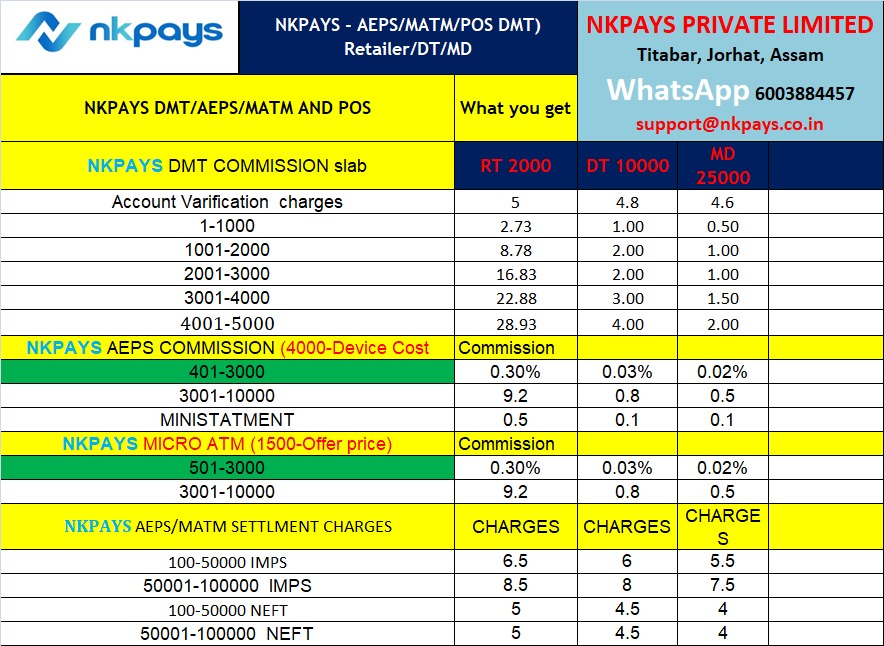 nkpays
NKPAYS – AEPS/MATM/POS DMT)
Retailer/DT/MD
NKPAYS PRIVATE LIMITED
Titabar, Jorhat, Assam
WhatsApp 6003884457
support@nkpays.co.in
NKPAYS DMT/AEPS/MATM AND POS What you get
NKPAYS DMT COMMISSION slab RT 2000 DT 10000 MD
25000
Account Varification charges 5 4.8 4.6
1-1000 2.73 1.00 0.50
1001-2000 8.78 2.00 1.00
2001-3000 16.83 2.00 1.00
3001-4000 22.88 3.00 1.50
4001-5000 28.93 4.00 2.00
NKPAYS AEPS COMMISSION (4000-Device Cost Commission
401-3000 0.30% 0.03% 0.02%
3001-10000 9.2 0.8 0.5
MINISTATMENT 0.5 0.1 0.1
NKPAYS MICRO ATM (1500-Offer price) Commission
501-3000 0.30% 0.03% 0.02%
3001-10000 9.2 0.8 0.5
NKPAYS AEPS/MATM SETTLMENT CHARGES CHARGES CHARGES CHARGE
S
100-50000 IMPS 6.5 6 5.5
50001-100000 IMPS 8.5 8 7.5
100-50000 NEFT 5 4.5 4
50001-100000 NEFT 5 4.5 4